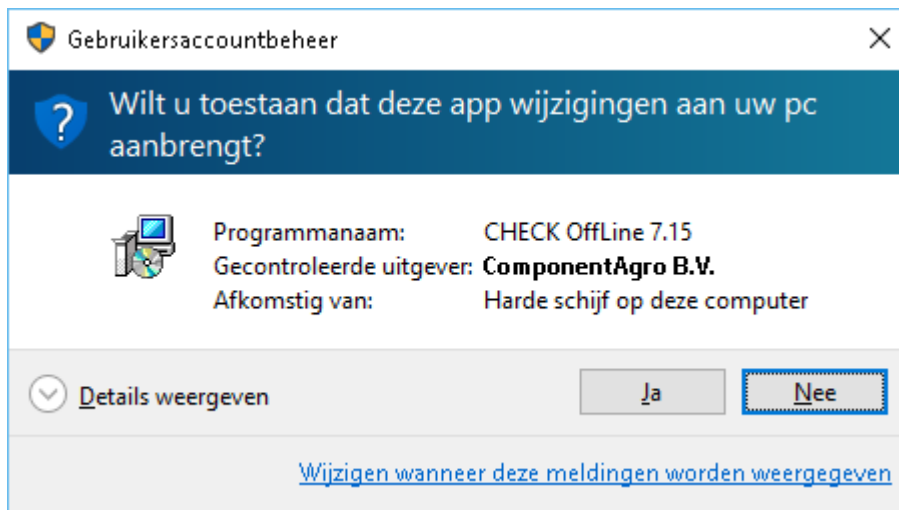 Gebruikersaccountbeheer
Wilt u toestaan dat deze app wijzigingen aan uw pc
aanbrengt?
Programmanaam: CHECK OffLine 7.15
Gecontroleerde uitgever: ComponentAgro B.V.
Afkomstig van: Harde schijf op deze computer
Details weergeven
Ja
Nee
Wijzigen wanneer deze meldingen worden weergegeven